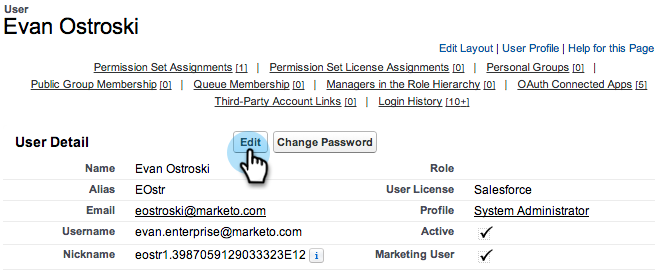 User
Evan Ostroski
Edit Layout | User Profile | Help for this Page
Permission Set Assignments [1] | Permission Set License Assignments [0] | Personal Groups [0] |
Public Group Membership [0] | Queue Membership [0] | Managers in the Role Hierarchy [0] | OAuth Connected Apps [5]
Third-Party Account Links [0] | Login History [10+]
User Detail Edit Change Password
Name Evan Ostroski Role
Alias EOstr User License Salesforce
Email eostroski@marketo.com Profile System Administrator
Username evan.enterprise@marketo.com Active ✓
Nickname eostr1.3987059129033323E12 i Marketing User ✓